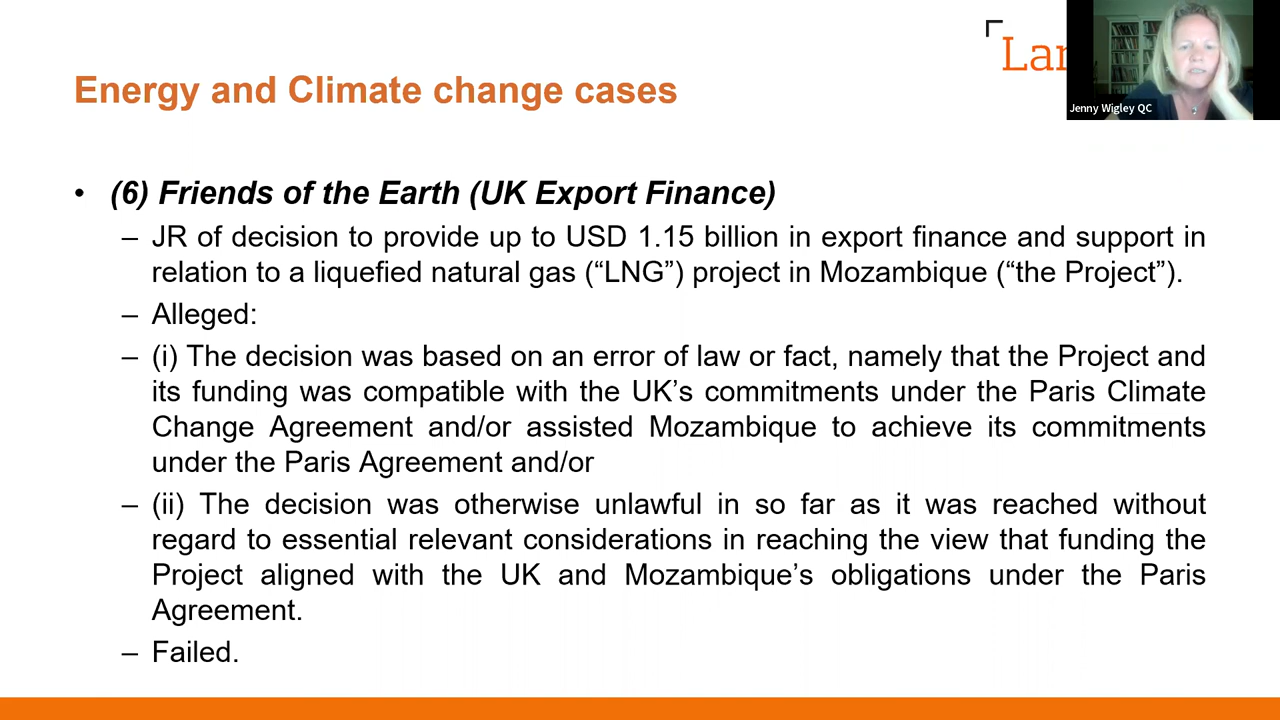 Lan
Jenny Wigley QC
Energy and Climate change cases
• (6) Friends of the Earth (UK Export Finance)
– JR of decision to provide up to USD 1.15 billion in export finance and support in
relation to a liquefied natural gas (“LNG”) project in Mozambique (“the Project”).
– Alleged:
– (i) The decision was based on an error of law or fact, namely that the Project and
its funding was compatible with the UK’s commitments under the Paris Climate
Change Agreement and/or assisted Mozambique to achieve its commitments
under the Paris Agreement and/or
– (ii) The decision was otherwise unlawful in so far as it was reached without
regard to essential relevant considerations in reaching the view that funding the
Project aligned with the UK and Mozambique’s obligations under the Paris
Agreement.
– Failed.